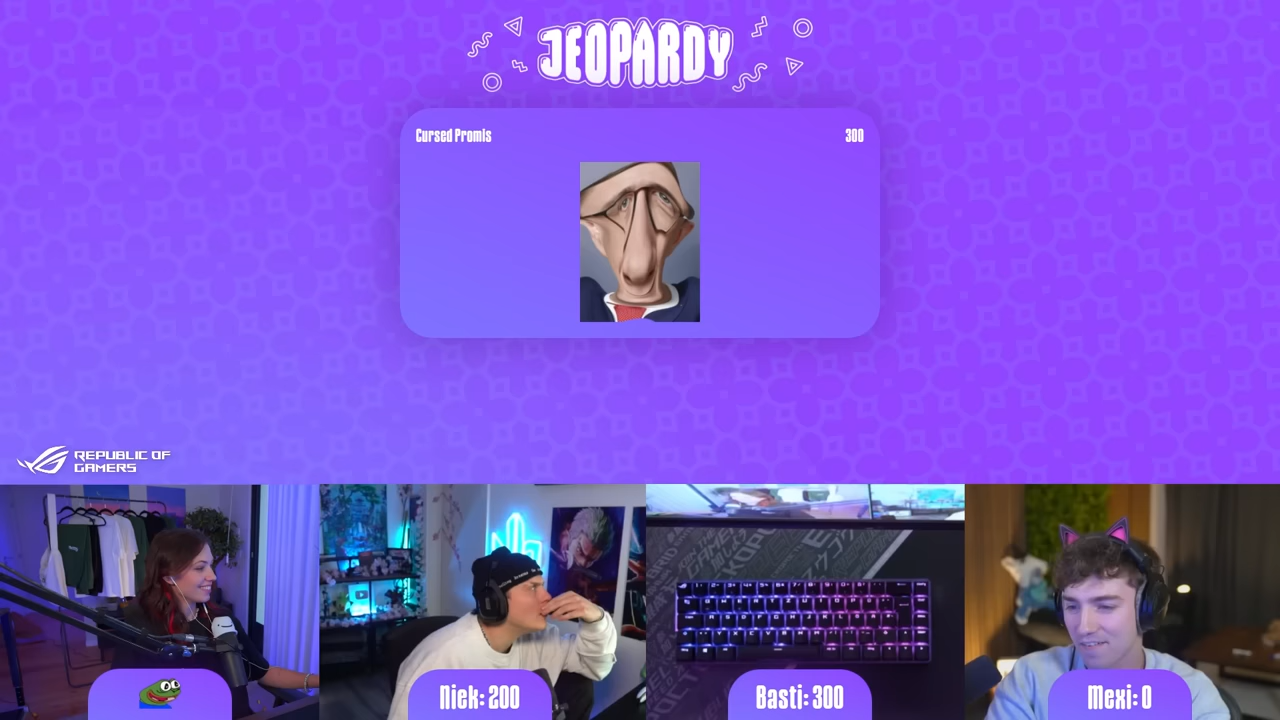 JEOPARDY
Cursed Promis
300
REPUBLIC OF
GAMERS
Niek: 200
Basti: 300
Mexi: 0